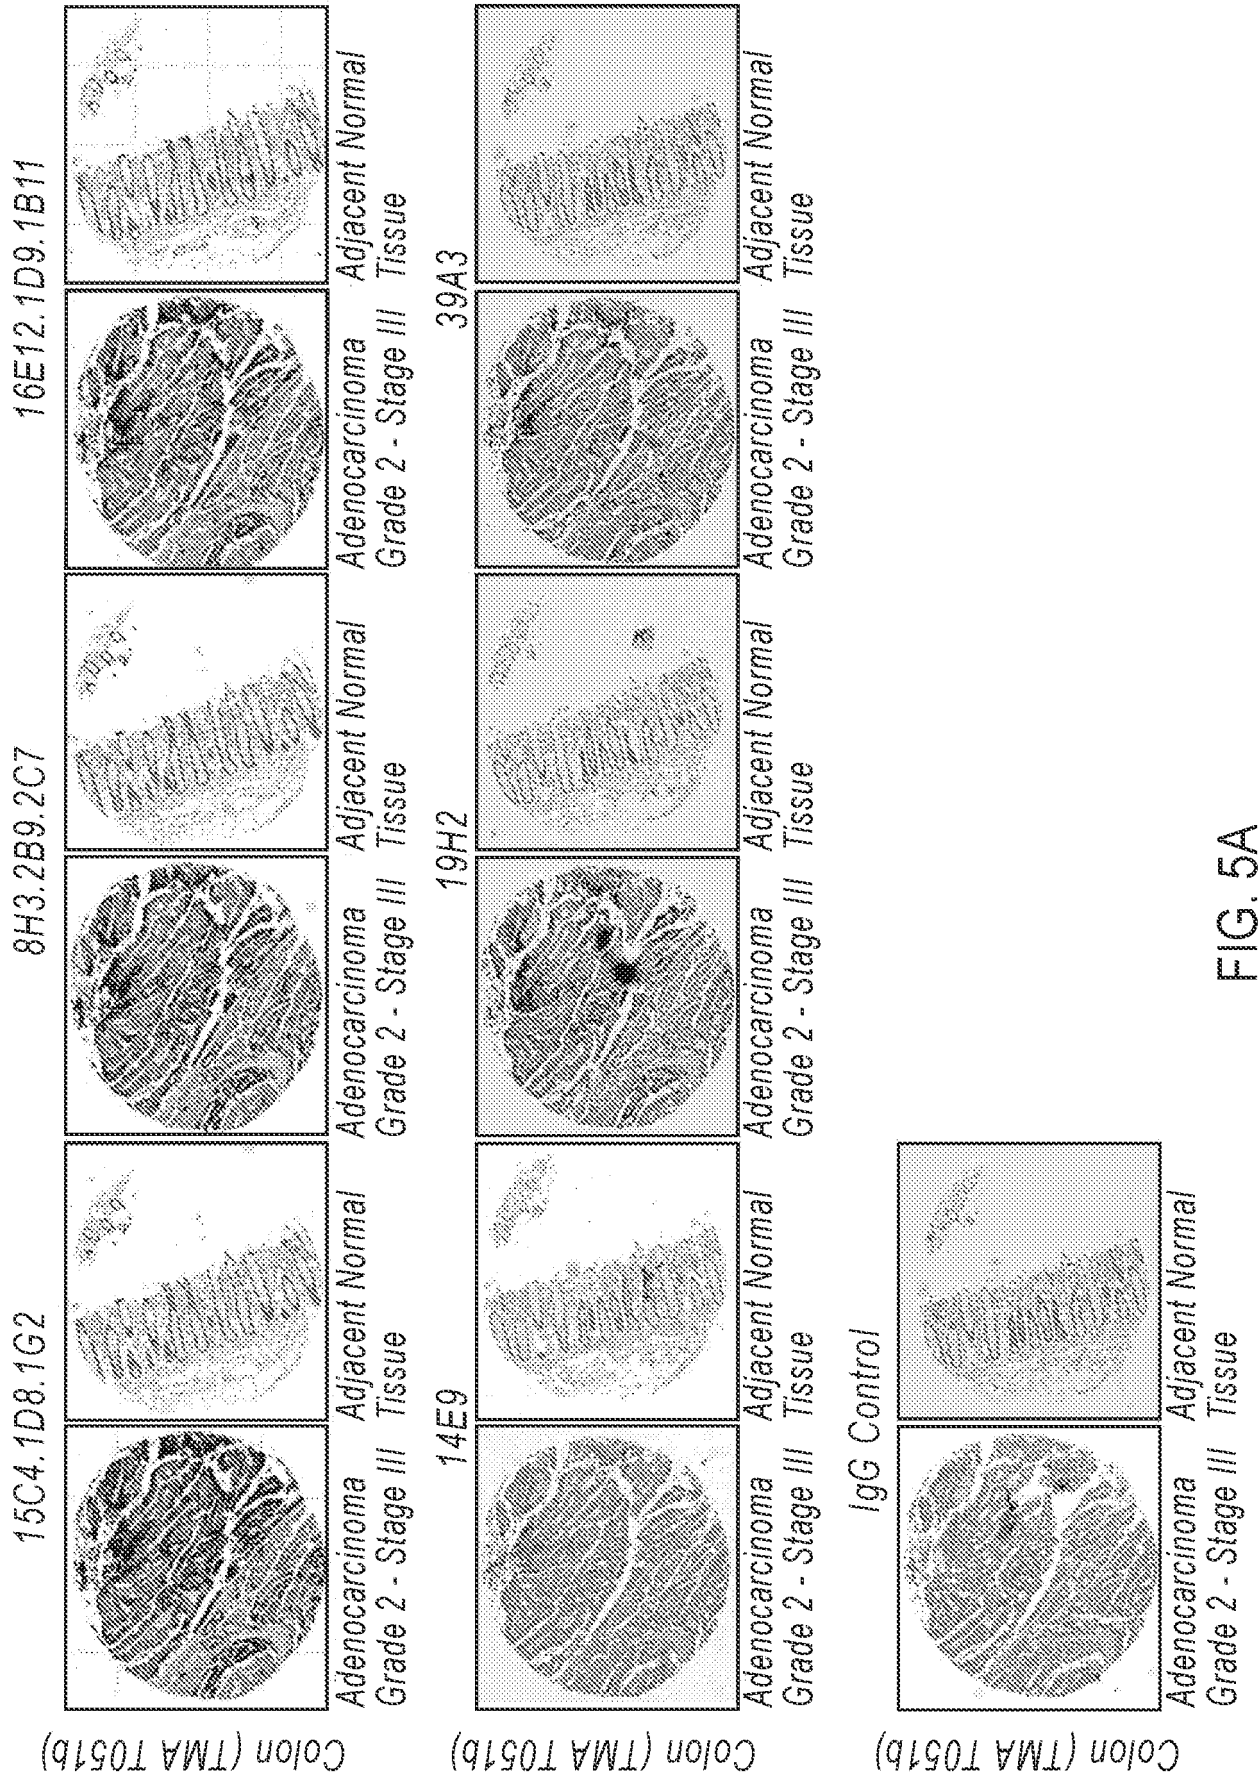 15C4.1D8.1G2
8H3.2B9.2C7
16E12.1D9.1B11
Colon (TMA T051b)
Adenocarcinoma
Grade 2 - Stage III
Adjacent Normal
Tissue
Adenocarcinoma
Grade 2 - Stage III
Adjacent Normal
Tissue
Adenocarcinoma
Grade 2 - Stage III
Adjacent Normal
Tissue
14E9
19H2
39A3
Colon (TMA T051b)
Adenocarcinoma
Grade 2 - Stage III
Adjacent Normal
Tissue
Adenocarcinoma
Grade 2 - Stage III
Adjacent Normal
Tissue
Adenocarcinoma
Grade 2 - Stage III
Adjacent Normal
Tissue
IgG Control
Colon (TMA T051b)
Adenocarcinoma
Grade 2 - Stage III
Adjacent Normal
Tissue
FIG. 5A